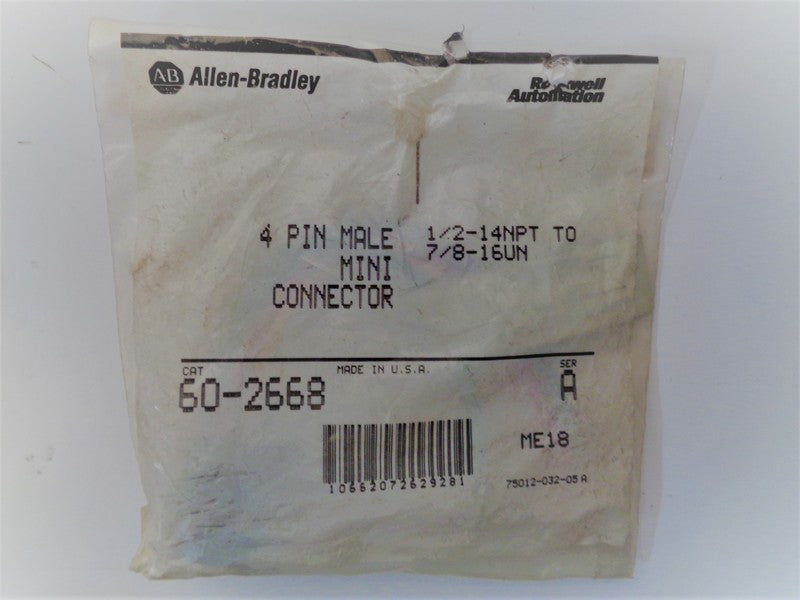 AB Allen-Bradley
Rockwell
Automation
4 PIN MALE
MINI
CONNECTOR
1/2-14NPT TO
7/8-16UN
CAT
60-2668
MADE IN U.S.A.
SER
A
10662072629281
ME18
75012-032-05 A